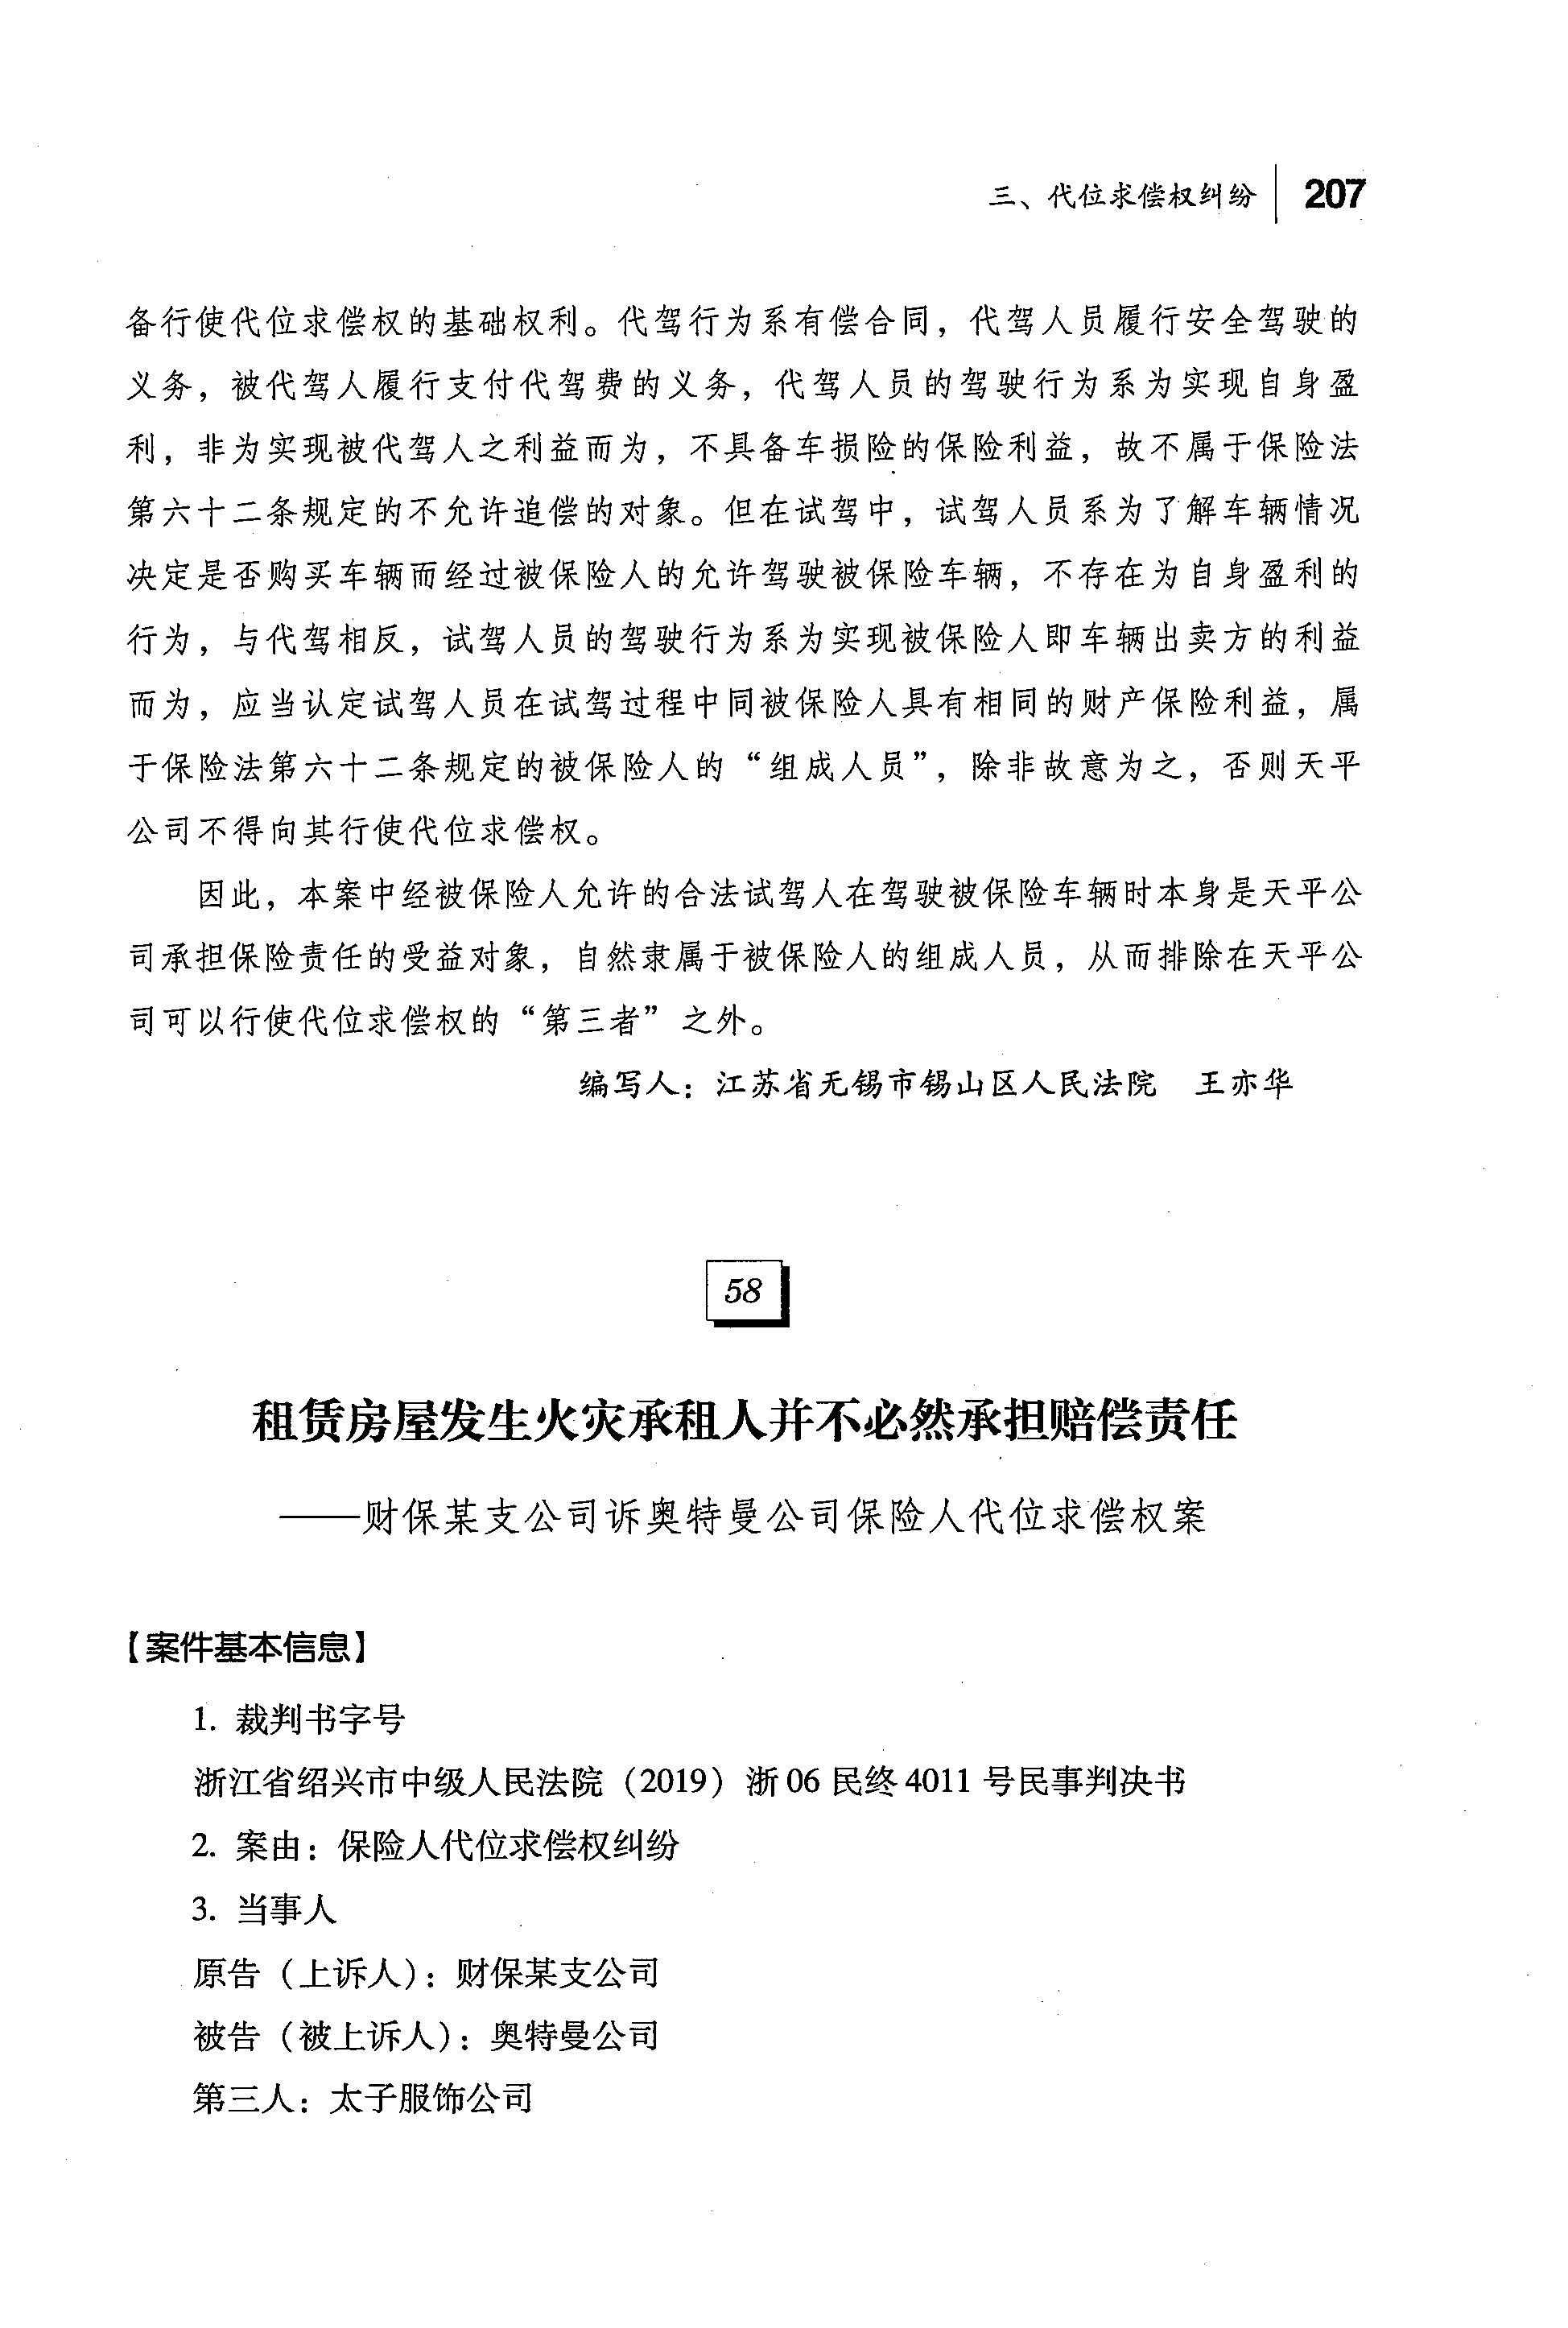 三、代位求偿权纠纷 207
备行使代位求偿权的基础权利。代驾行为系有偿合同，代驾人员履行安全驾驶的
义务，被代驾人履行支付代驾费的义务，代驾人员的驾驶行为系为实现自身盈
利，非为实现被代驾人之利益而为，不具备车损险的保险利益，故不属于保险法
第六十二条规定的不允许追偿的对象。但在试驾中，试驾人员系为了解车辆情况
决定是否购买车辆而经过被保险人的允许驾驶被保险车辆，不存在为自身盈利的
行为，与代驾相反，试驾人员的驾驶行为系为实现被保险人即车辆出卖方的利益
而为，应当认定试驾人员在试驾过程中同被保险人具有相同的财产保险利益，属
于保险法第六十二条规定的被保险人的“组成人员”，除非故意为之，否则天平
公司不得向其行使代位求偿权。
因此，本案中经被保险人允许的合法试驾人在驾驶被保险车辆时本身是天平公
司承担保险责任的受益对象，自然隶属于被保险人的组成人员，从而排除在天平公
司可以行使代位求偿权的“第三者”之外。
编写人：江苏省无锡市锡山区人民法院 王亦华
58
租赁房屋发生火灾承租人并不必然承担赔偿责任
——财保某支公司诉奥特曼公司保险人代位求偿权案
【案件基本信息】
1. 裁判书字号
浙江省绍兴市中级人民法院（2019）浙 06 民终 4011 号民事判决书
2. 案由：保险人代位求偿权纠纷
3. 当事人
原告（上诉人）：财保某支公司
被告（被上诉人）：奥特曼公司
第三人：太子服饰公司